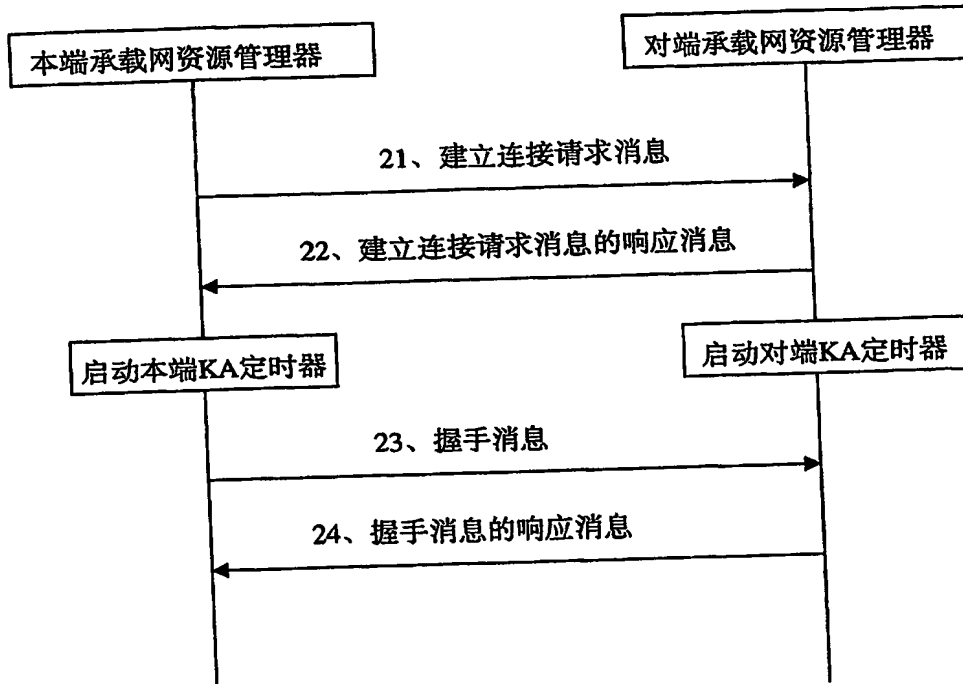 本端承载网资源管理器
对端承载网资源管理器
21、建立连接请求消息
22、建立连接请求消息的响应消息
启动本端KA定时器
启动对端KA定时器
23、握手消息
24、握手消息的响应消息